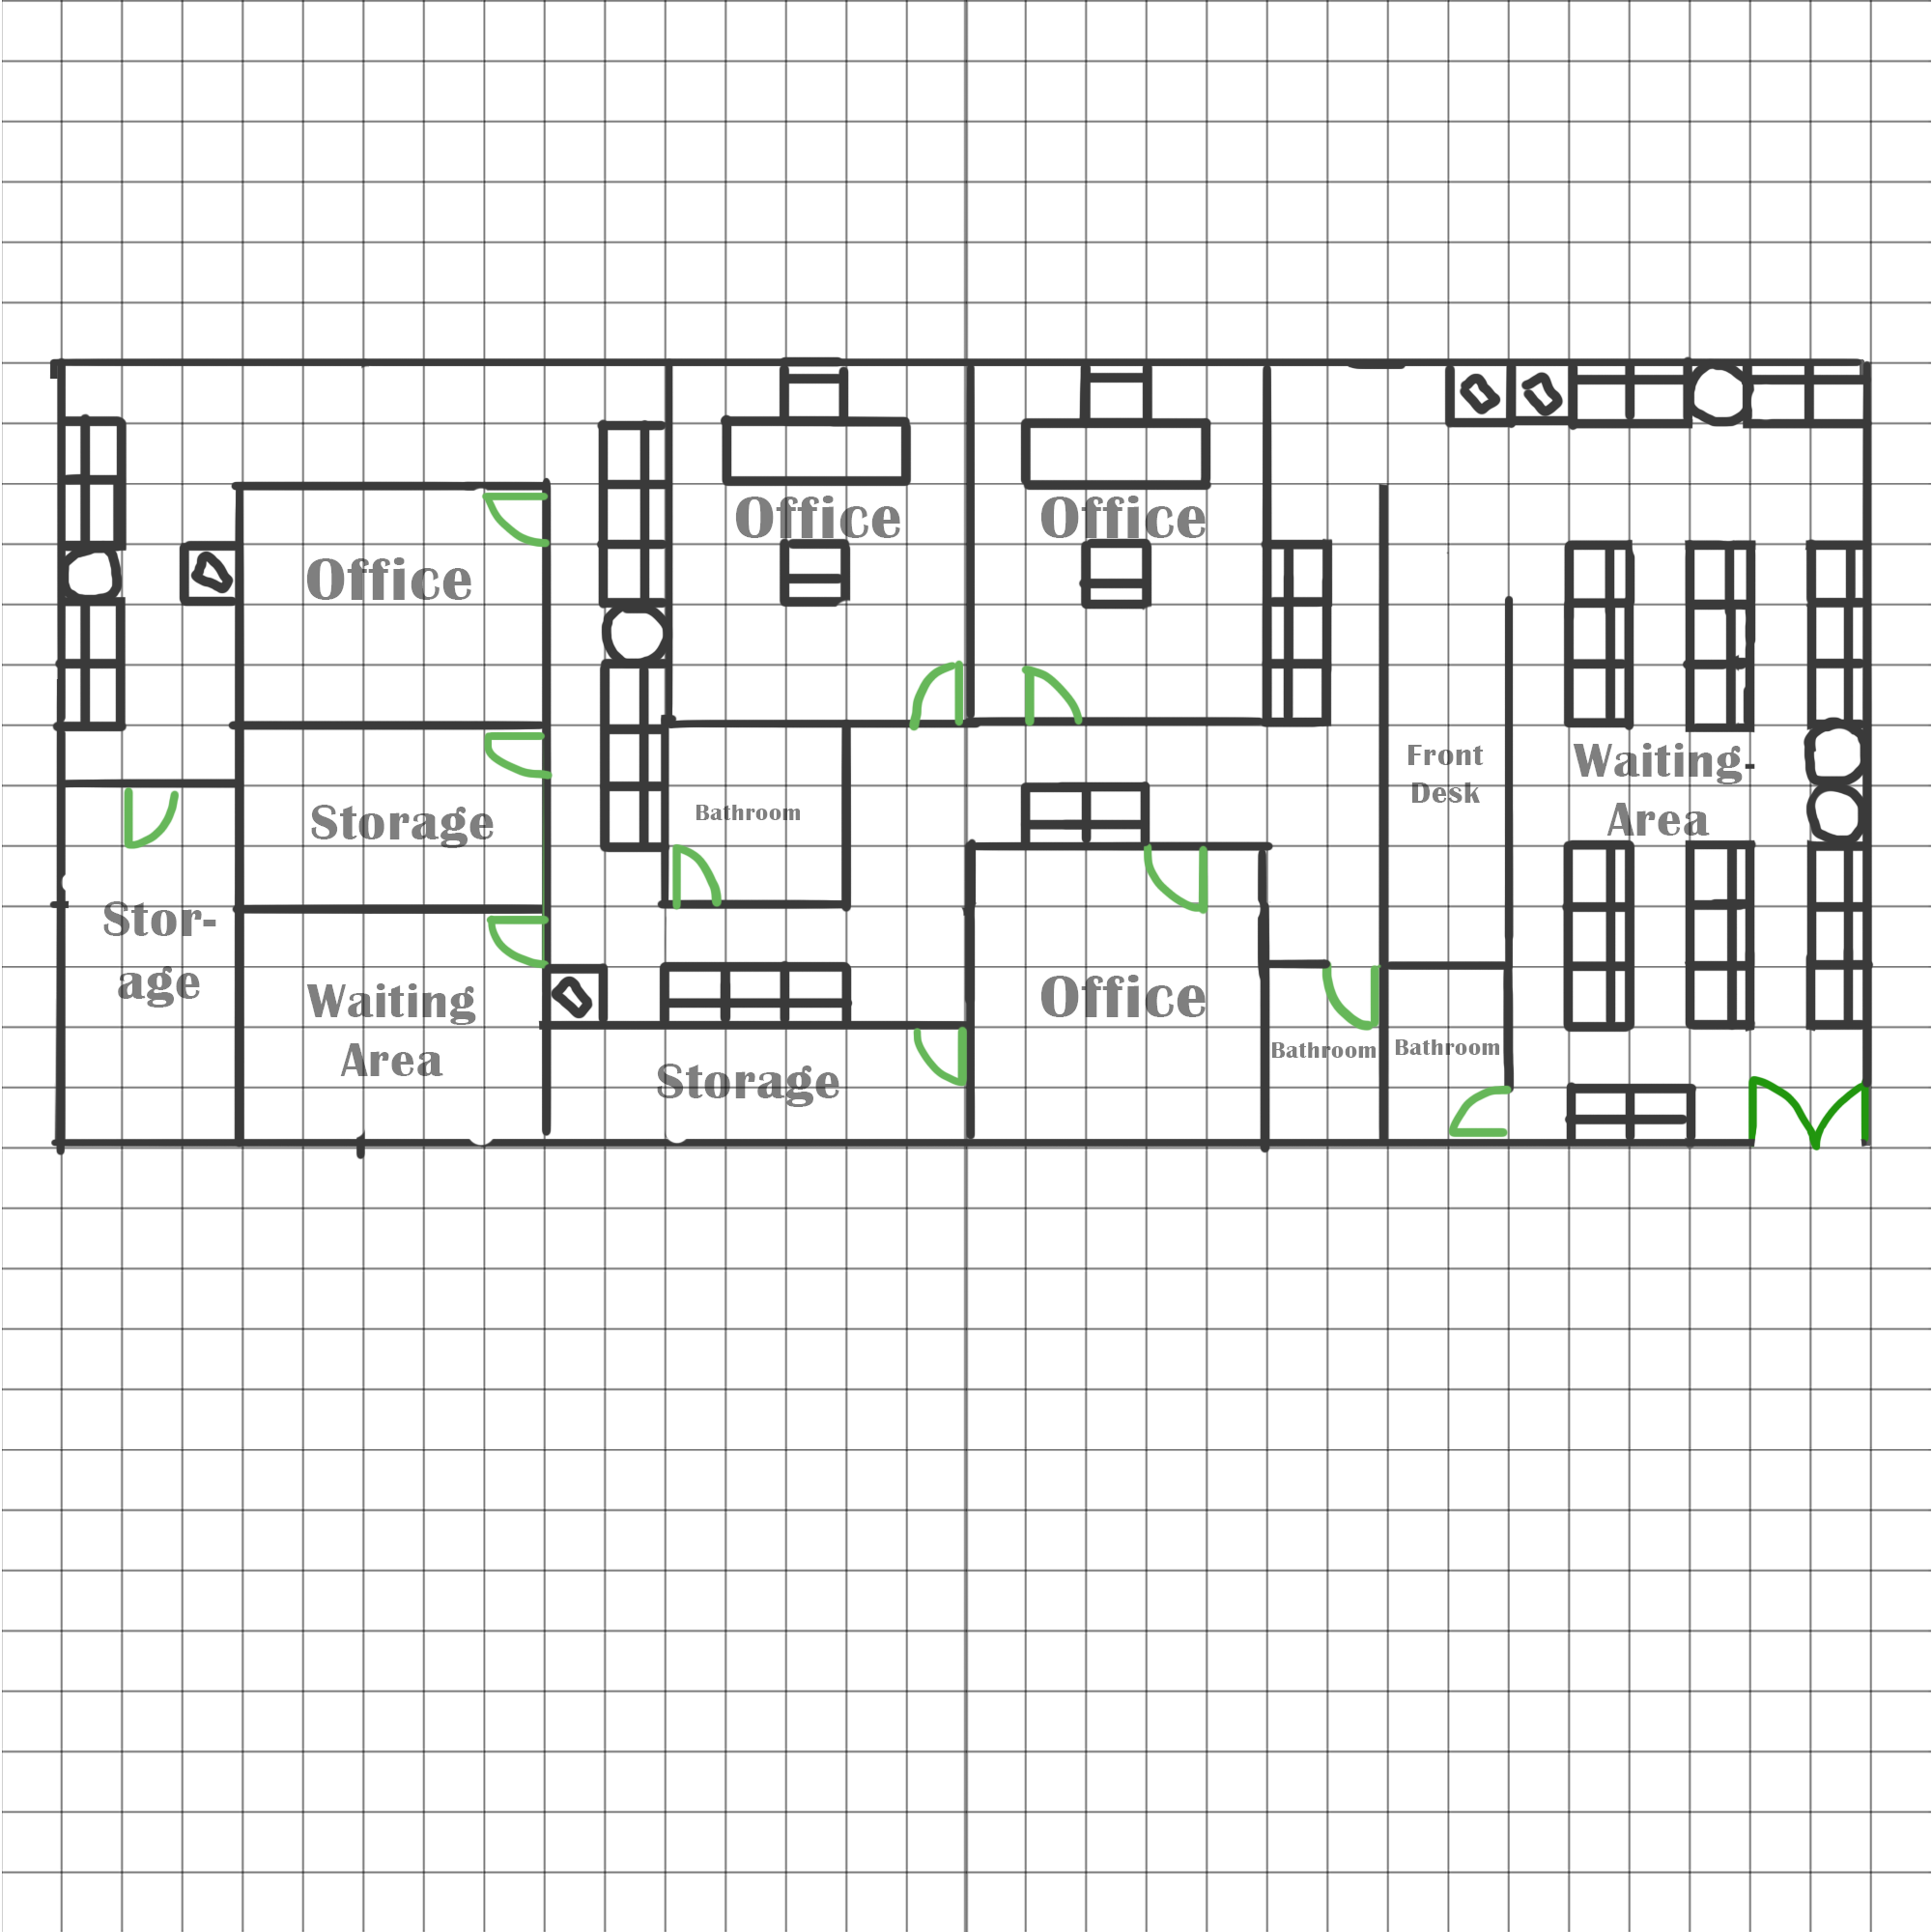 Office
Office
Office
Front
Desk
Waiting-
Area
Storage
Bathroom
Stor-
age
Waiting
Area
Office
Storage
Bathroom
Bathroom